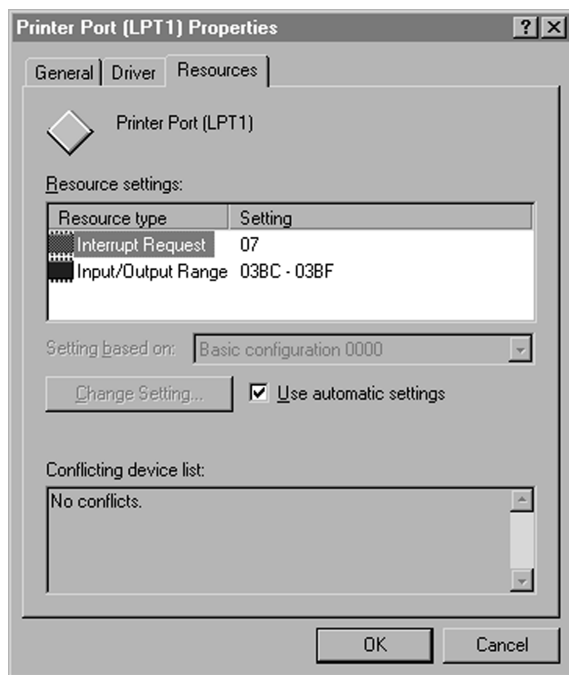 Printer Port (LPT1) Properties
General Driver Resources
Printer Port (LPT1)
Resource settings:
Resource type Setting
Interrupt Request 07
Input/Output Range 03BC - 03BF
Setting based on: Basic configuration 0000
Change Setting... Use automatic settings
Conflicting device list:
No conflicts.
OK Cancel